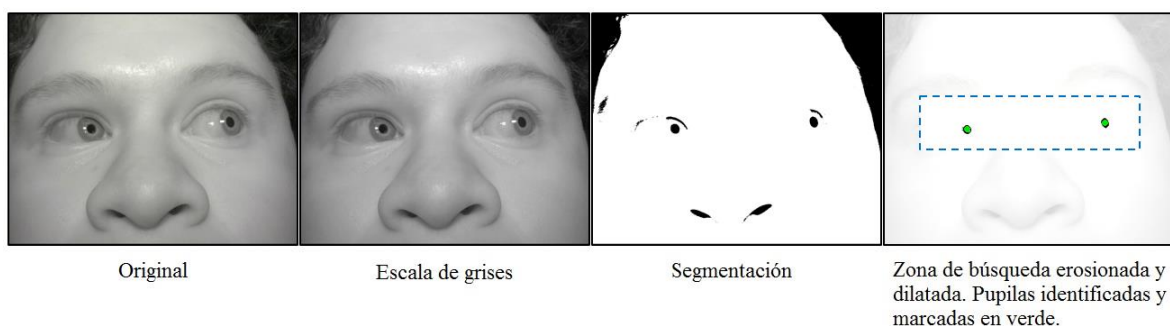 Original
Escala de grises
Segmentación
Zona de búsqueda erosionada y
dilatada. Pupilas identificadas y
marcadas en verde.